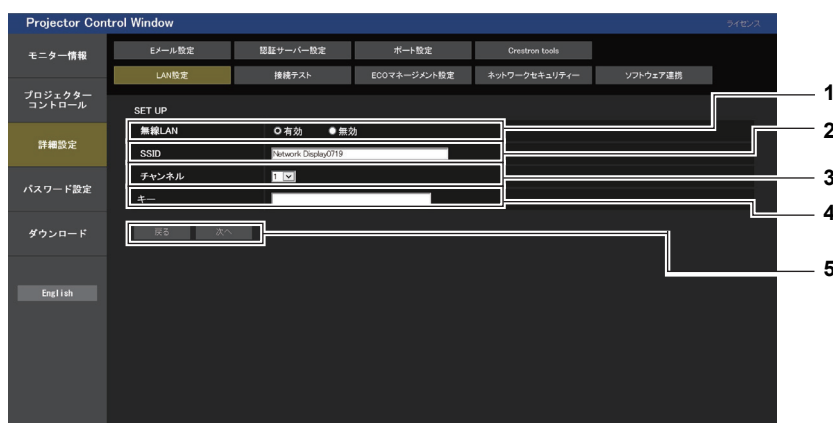 Projector Control Window
ライセンス
モニター情報
プロジェクター
コントロール
詳細設定
パスワード設定
ダウンロード
English
Eメール設定
認証サーバー設定
ポート設定
Crestron tools
LAN設定
接続テスト
ECOマネージメント設定
ネットワークセキュリティー
ソフトウェア連携
SET UP
無線LAN
有効
無効
SSID
Network Display0719
チャンネル
1
キー
戻る
次へ
1
2
3
4
5